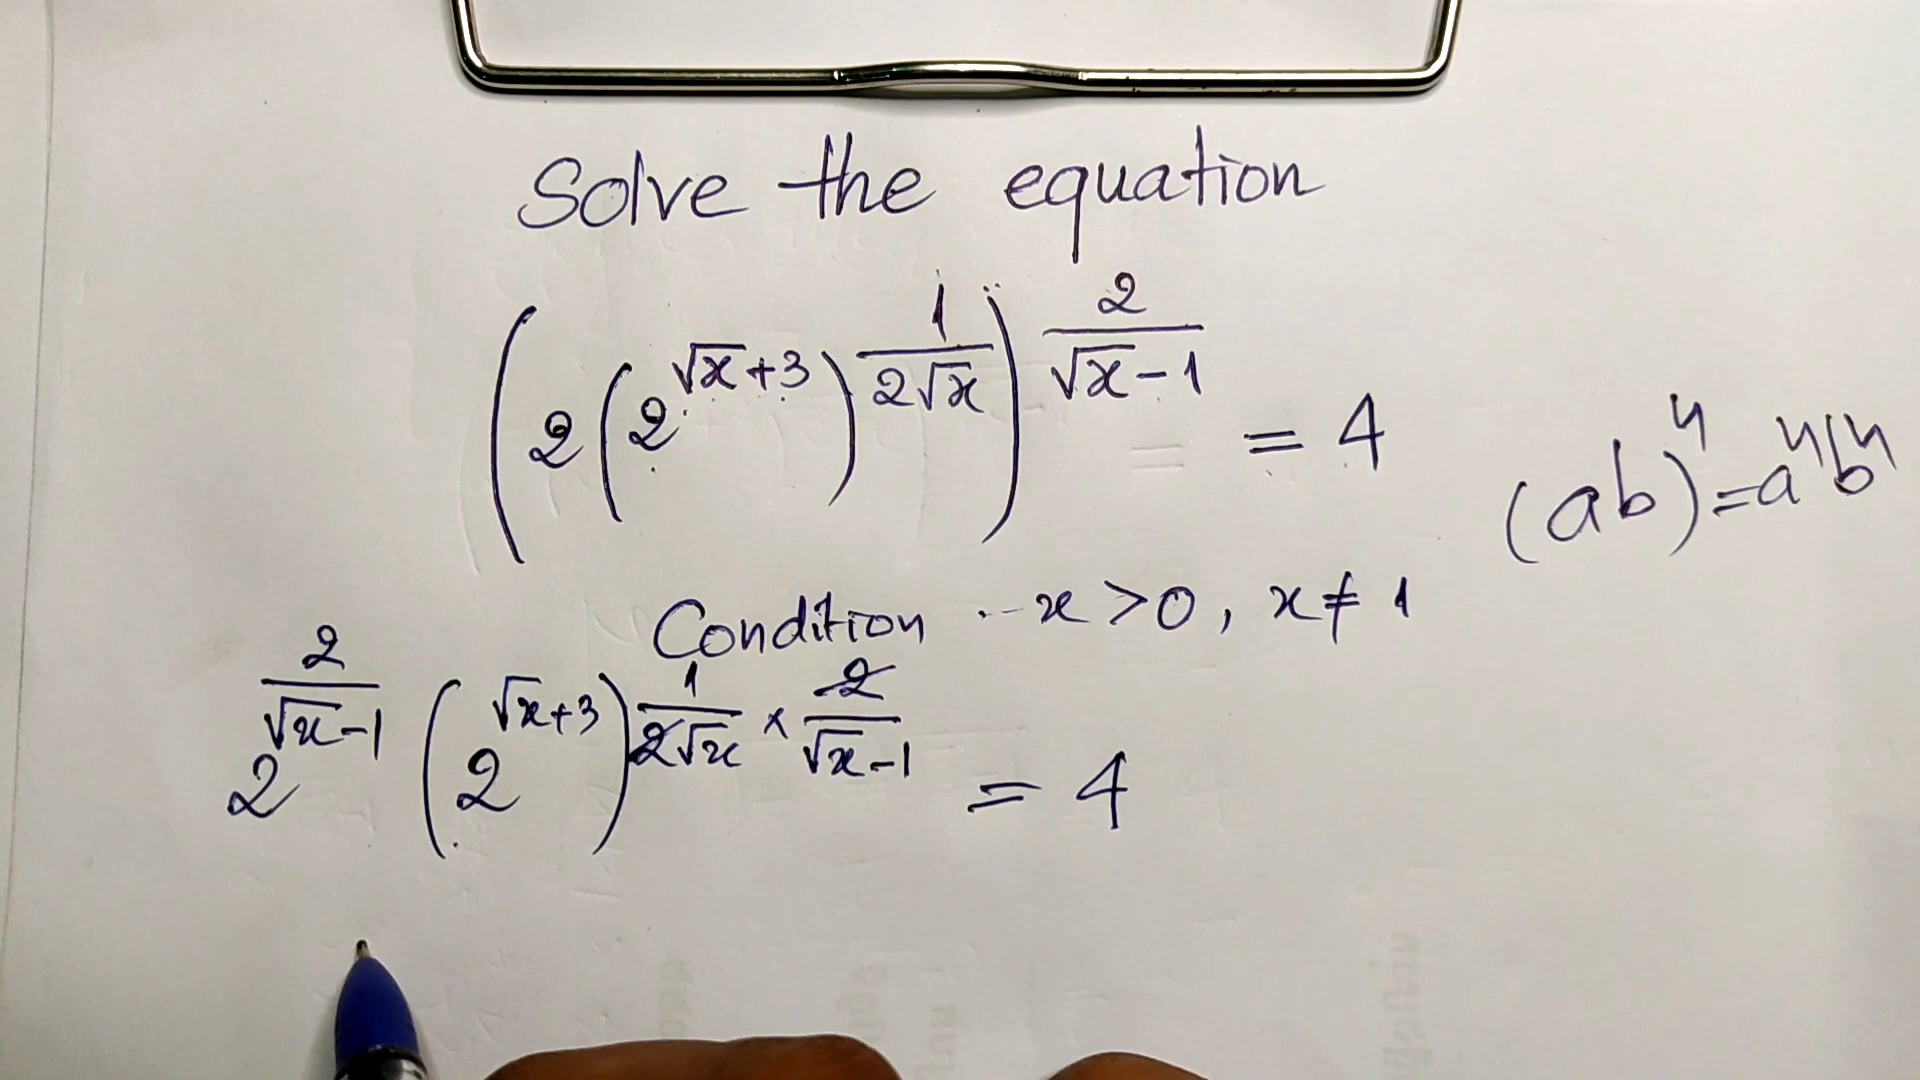 Solve the equation
(2(2^(√x+3))^(1/(2√x)))^(2/(√x-1)) = 4
(ab)^n = a^n b^n
Condition x > 0, x ≠ 1
2^(2/(√x-1)) (2^(√x+3))^(1/(2√x) × 2/(√x-1)) = 4